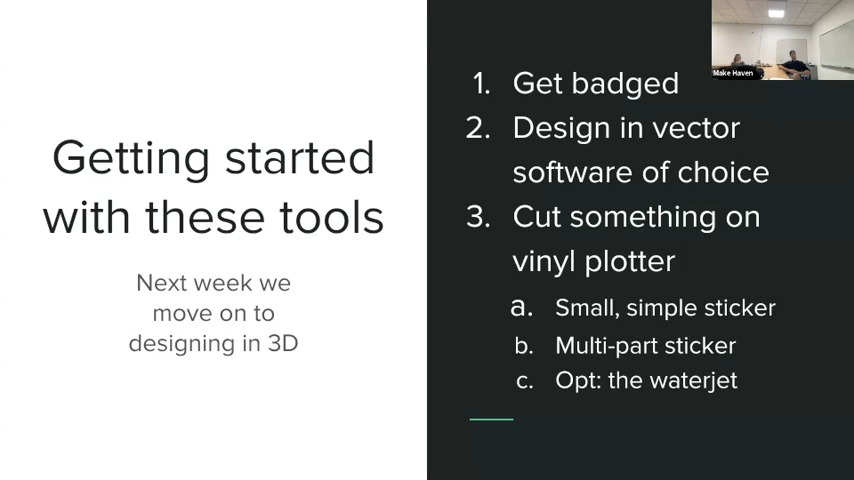 Getting started
with these tools
Next week we
move on to
designing in 3D
1. Get badged
2. Design in vector
software of choice
3. Cut something on
vinyl plotter
a. Small, simple sticker
b. Multi-part sticker
c. Opt: the waterjet
Make Haven